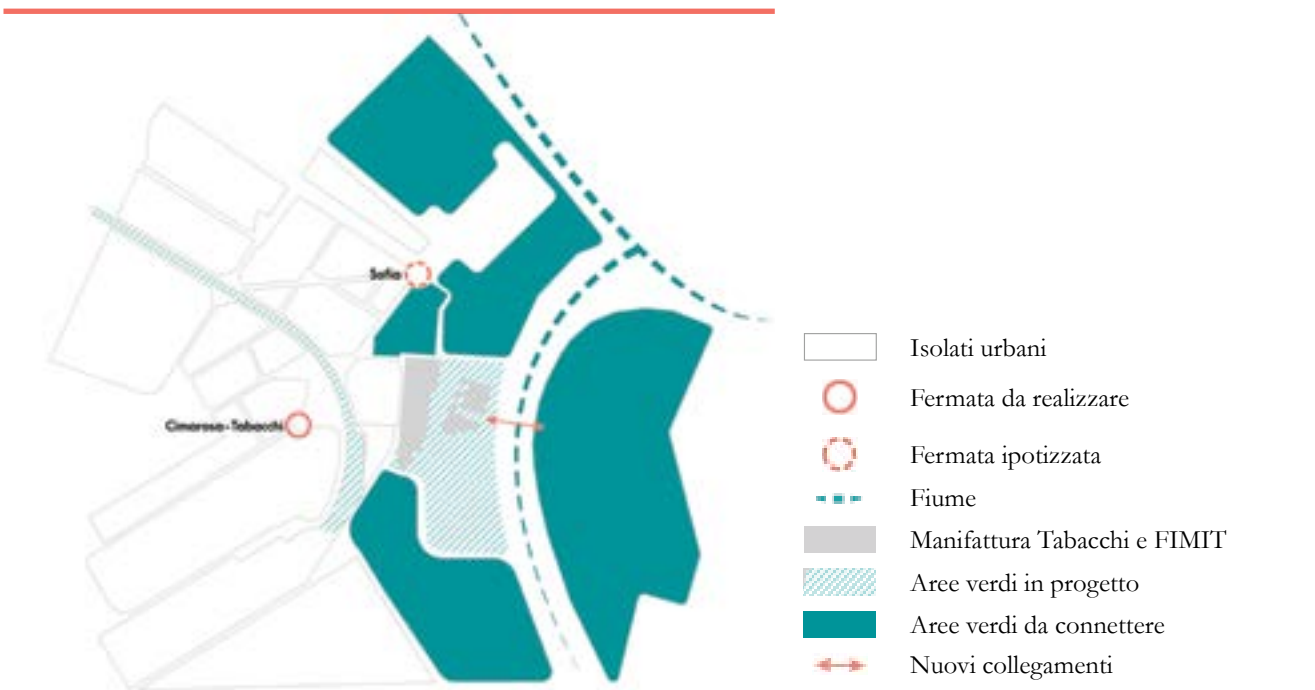 Sofia
Cimarosa-Tabacchi
Isolati urbani
Fermata da realizzare
Fermata ipotizzata
Fiume
Manifattura Tabacchi e FIMIT
Aree verdi in progetto
Aree verdi da connettere
Nuovi collegamenti